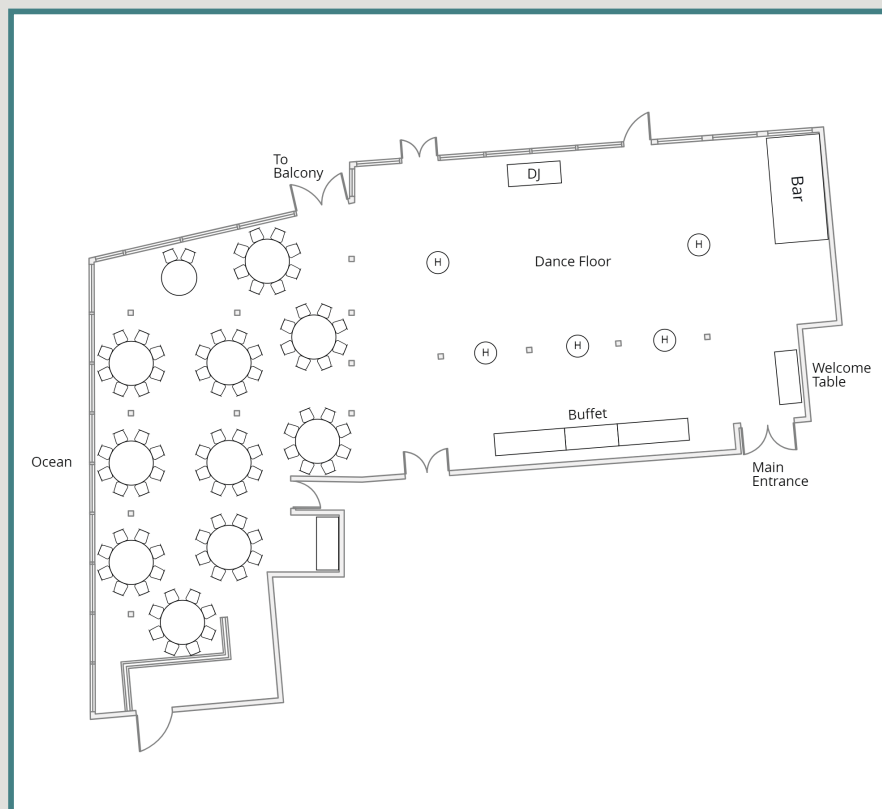 To
Balcony
DJ
Bar
H
H
Dance Floor
H
H
H
Welcome
Table
Buffet
Ocean
Main
Entrance